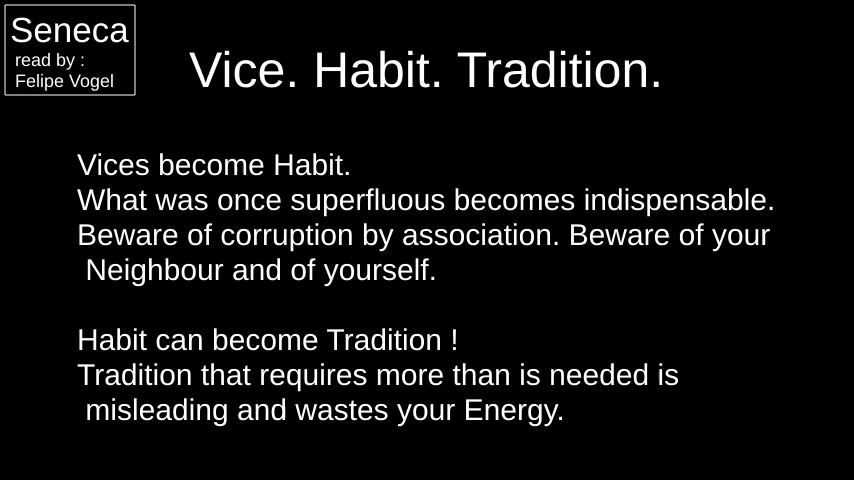 Seneca
read by :
Felipe Vogel
Vice. Habit. Tradition.
Vices become Habit.
What was once superfluous becomes indispensable.
Beware of corruption by association. Beware of your
Neighbour and of yourself.
Habit can become Tradition !
Tradition that requires more than is needed is
misleading and wastes your Energy.